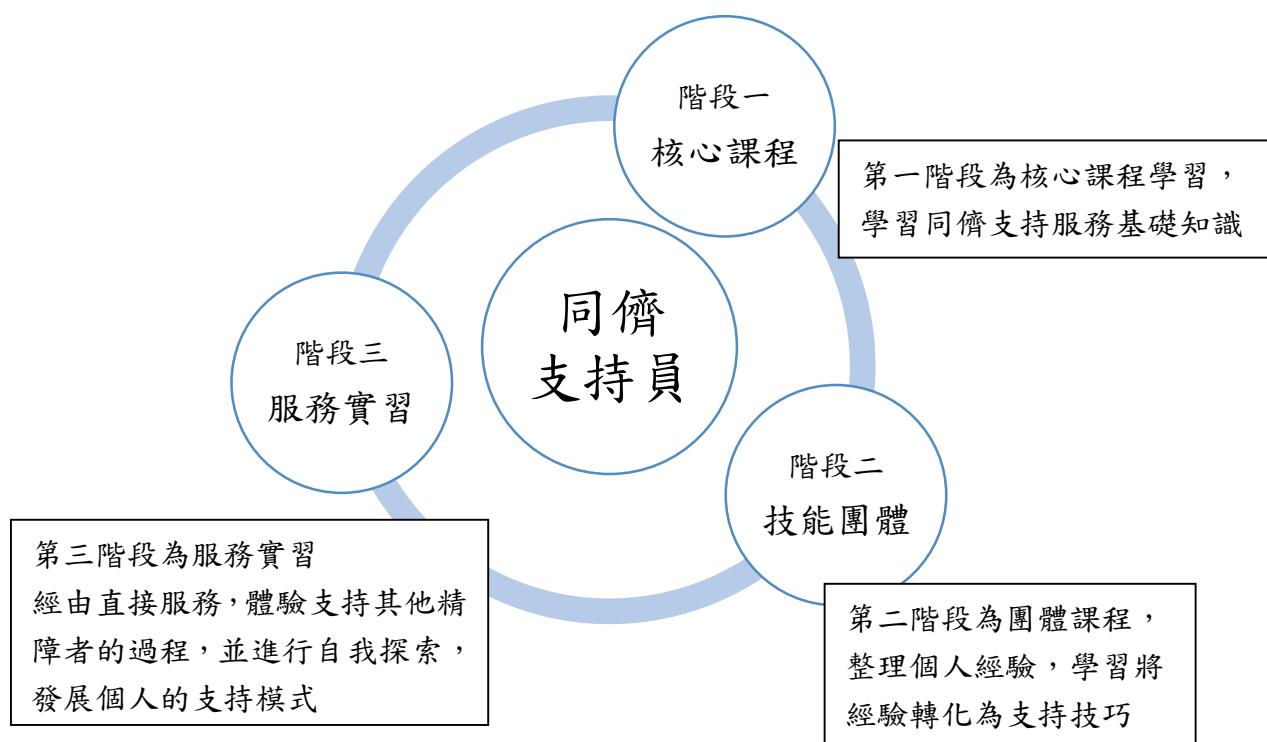 階段一
核心課程
第一階段為核心課程學習，
學習同儕支持服務基礎知識
同儕
支持員
階段三
服務實習
階段二
技能團體
第三階段為服務實習
經由直接服務，體驗支持其他精
障者的過程，並進行自我探索，
發展個人的支持模式
第二階段為團體課程，
整理個人經驗，學習將
經驗轉化為支持技巧